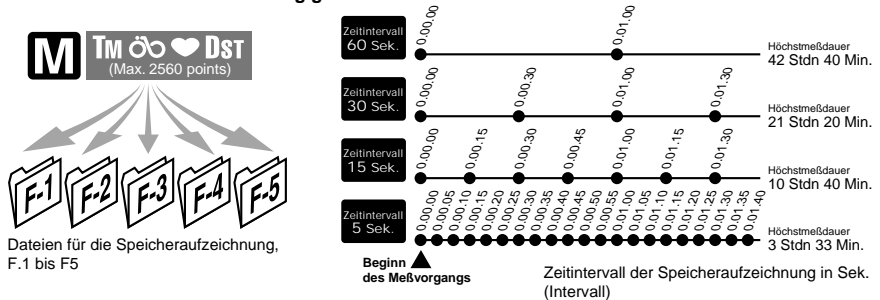 M TM DST
(Max. 2560 points)
F-1 F-2 F-3 F-4 F-5
Dateien für die Speicheraufzeichnung,
F.1 bis F5
Zeitintervall
60 Sek.
0.00.00 0.01.00
Höchstmeßdauer
42 Stdn 40 Min.
Zeitintervall
30 Sek.
0.00.00 0.00.30 0.01.00 0.01.30
Höchstmeßdauer
21 Stdn 20 Min.
Zeitintervall
15 Sek.
0.00.00 0.00.15 0.00.30 0.00.45 0.01.00 0.01.15 0.01.30
Höchstmeßdauer
10 Stdn 40 Min.
Zeitintervall
5 Sek.
0.00.00 0.00.05 0.00.10 0.00.15 0.00.20 0.00.25 0.00.30 0.00.35 0.00.40 0.00.45 0.00.50 0.00.55 0.01.00 0.01.05 0.01.10 0.01.15 0.01.20 0.01.25 0.01.30 0.01.35 0.01.40
Höchstmeßdauer
3 Stdn 33 Min.
Beginn
des Meßvorgangs
Zeitintervall der Speicheraufzeichnung in Sek.
(Intervall)